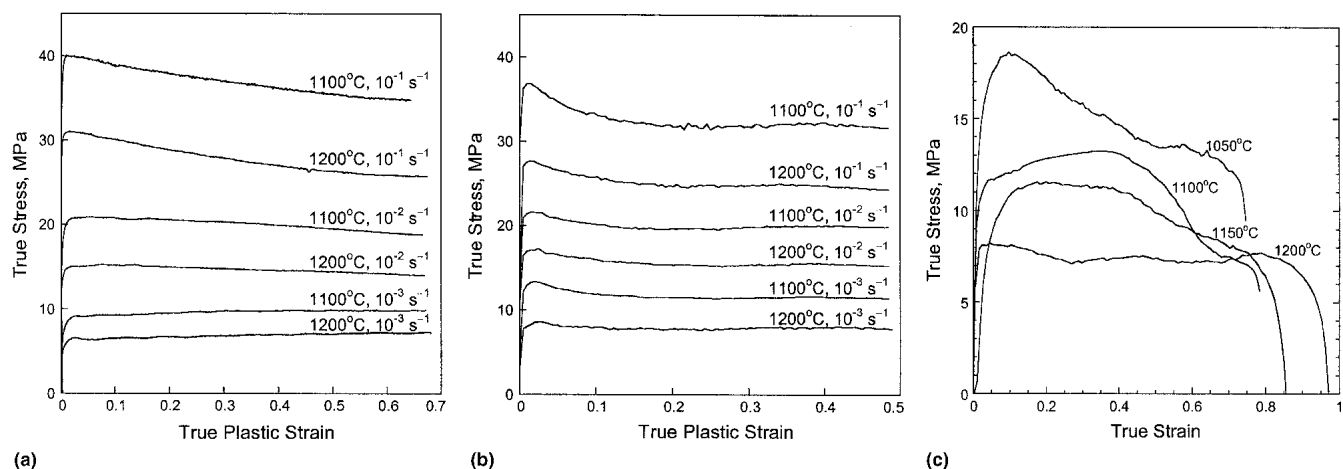 True Stress, MPa
40
30
20
10
0
1100°C, 10⁻¹ s⁻¹
1200°C, 10⁻¹ s⁻¹
1100°C, 10⁻² s⁻¹
1200°C, 10⁻² s⁻¹
1100°C, 10⁻³ s⁻¹
1200°C, 10⁻³ s⁻¹
0 0.1 0.2 0.3 0.4 0.5 0.6 0.7
True Plastic Strain
(a)
True Stress, MPa
40
30
20
10
0
1100°C, 10⁻¹ s⁻¹
1200°C, 10⁻¹ s⁻¹
1100°C, 10⁻² s⁻¹
1200°C, 10⁻² s⁻¹
1100°C, 10⁻³ s⁻¹
1200°C, 10⁻³ s⁻¹
0 0.1 0.2 0.3 0.4 0.5
True Plastic Strain
(b)
True Stress, MPa
20
15
10
5
0
1050°C
1100°C
1150°C
1200°C
0 0.2 0.4 0.6 0.8 1
True Strain
(c)